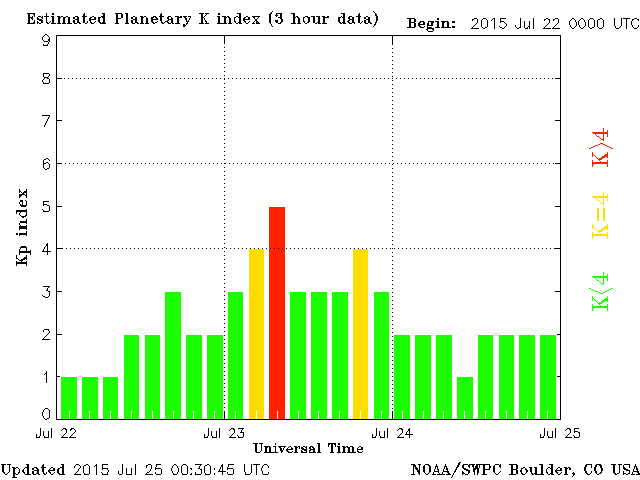 Estimated Planetary K index (3 hour data) Begin: 2015 Jul 22 0000 UTC
9
8
7
6
5
4
3
2
1
0
Kp index
K>4
K=4
K<4
Jul 22 Jul 23 Jul 24 Jul 25
Universal Time
Updated 2015 Jul 25 00:30:45 UTC NOAA/SWPC Boulder, CO USA